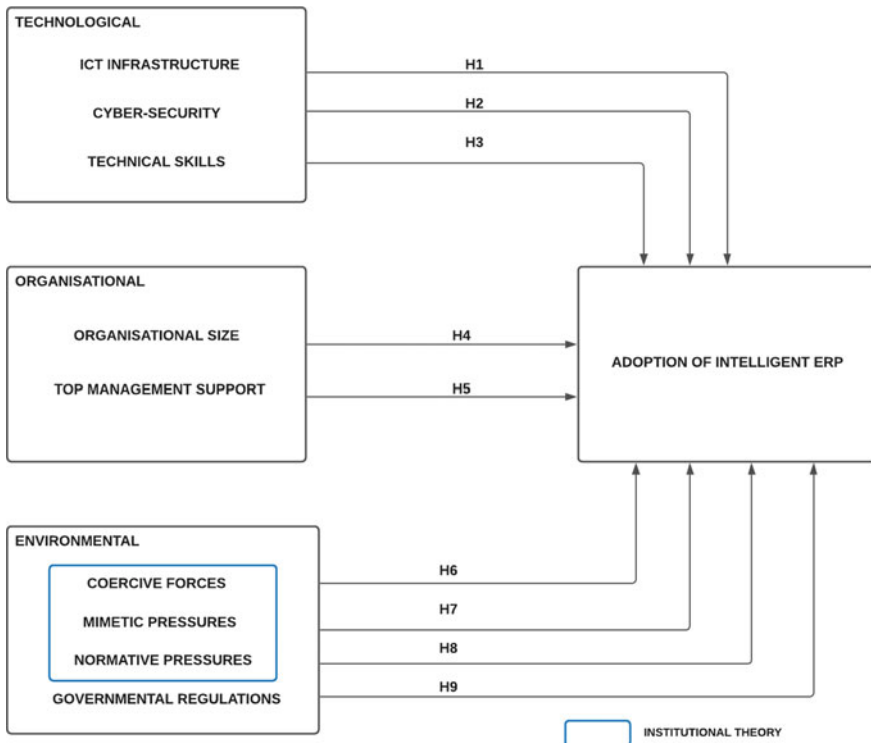 TECHNOLOGICAL
ICT INFRASTRUCTURE
H1
CYBER-SECURITY
H2
TECHNICAL SKILLS
H3
ORGANISATIONAL
ORGANISATIONAL SIZE
H4
TOP MANAGEMENT SUPPORT
H5
ADOPTION OF INTELLIGENT ERP
ENVIRONMENTAL
COERCIVE FORCES
H6
MIMETIC PRESSURES
H7
NORMATIVE PRESSURES
H8
GOVERNMENTAL REGULATIONS
H9
INSTITUTIONAL THEORY